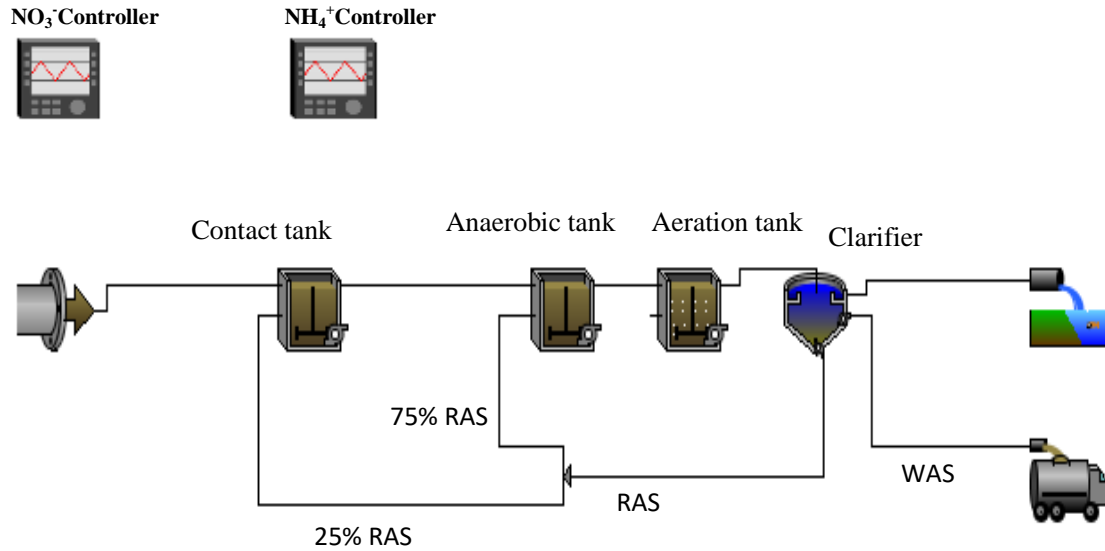 NO₃⁻Controller
NH₄⁺Controller
Contact tank
Anaerobic tank
Aeration tank
Clarifier
75% RAS
RAS
WAS
25% RAS